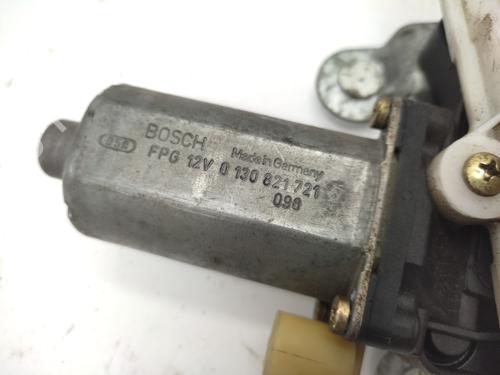 BOSCH Made in Germany
FPG 12V 0 130 821 721
098